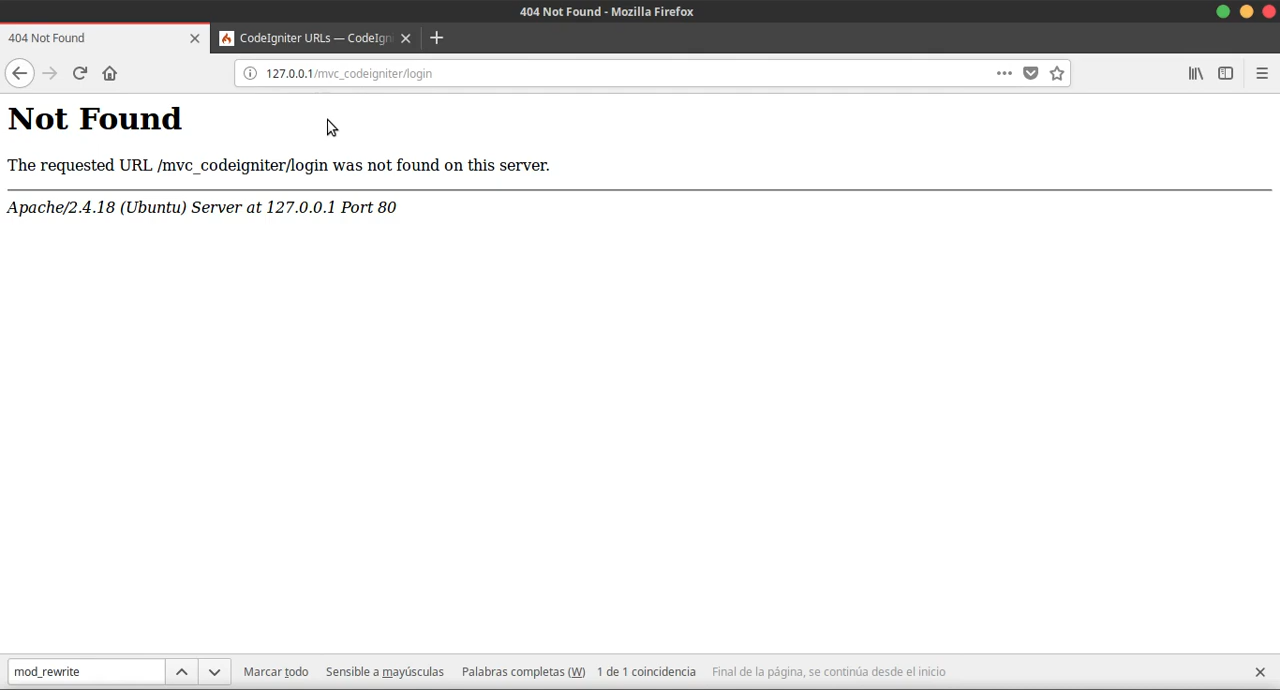 404 Not Found - Mozilla Firefox
404 Not Found
CodeIgniter URLs — CodeIgn
127.0.0.1/mvc_codeigniter/login
Not Found
The requested URL /mvc_codeigniter/login was not found on this server.
Apache/2.4.18 (Ubuntu) Server at 127.0.0.1 Port 80
mod_rewrite Marcar todo Sensible a mayúsculas Palabras completas (W) 1 de 1 coincidencia Final de la página, se continúa desde el inicio